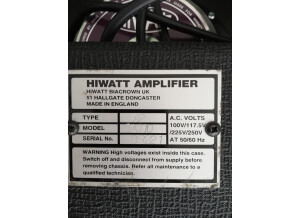 HIWATT AMPLIFIER
HIWATT BIACROWN UK
51 HALLGATE DONCASTER
MADE IN ENGLAND
TYPE
MODEL
SERIAL No.
A.C. VOLTS
100V/117.5V
/225V/250V
AT 50/60 Hz
WARNING High voltages exist inside this case.
Switch off and disconnect from supply before
removing chassis. Refer all maintenance to a
qualified technician.